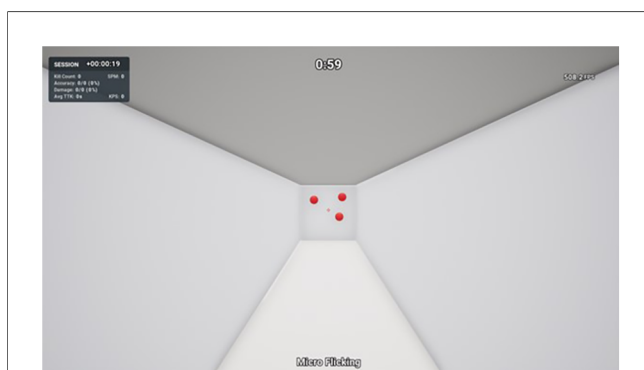 SESSION +00:00:19
0:59
Kill Count: 0 SPM: 0
508.2 FPS
Accuracy: 0/0 (0%)
Damage: 0/0 (0%)
Avg TTK: 0s KPS: 0
Micro Flicking